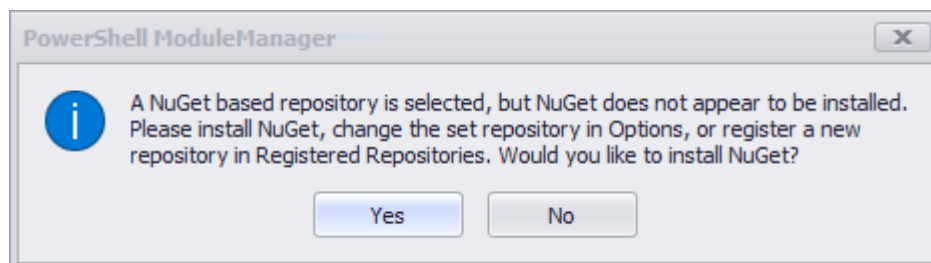 PowerShell ModuleManager
A NuGet based repository is selected, but NuGet does not appear to be installed.
Please install NuGet, change the set repository in Options, or register a new
repository in Registered Repositories. Would you like to install NuGet?
Yes No